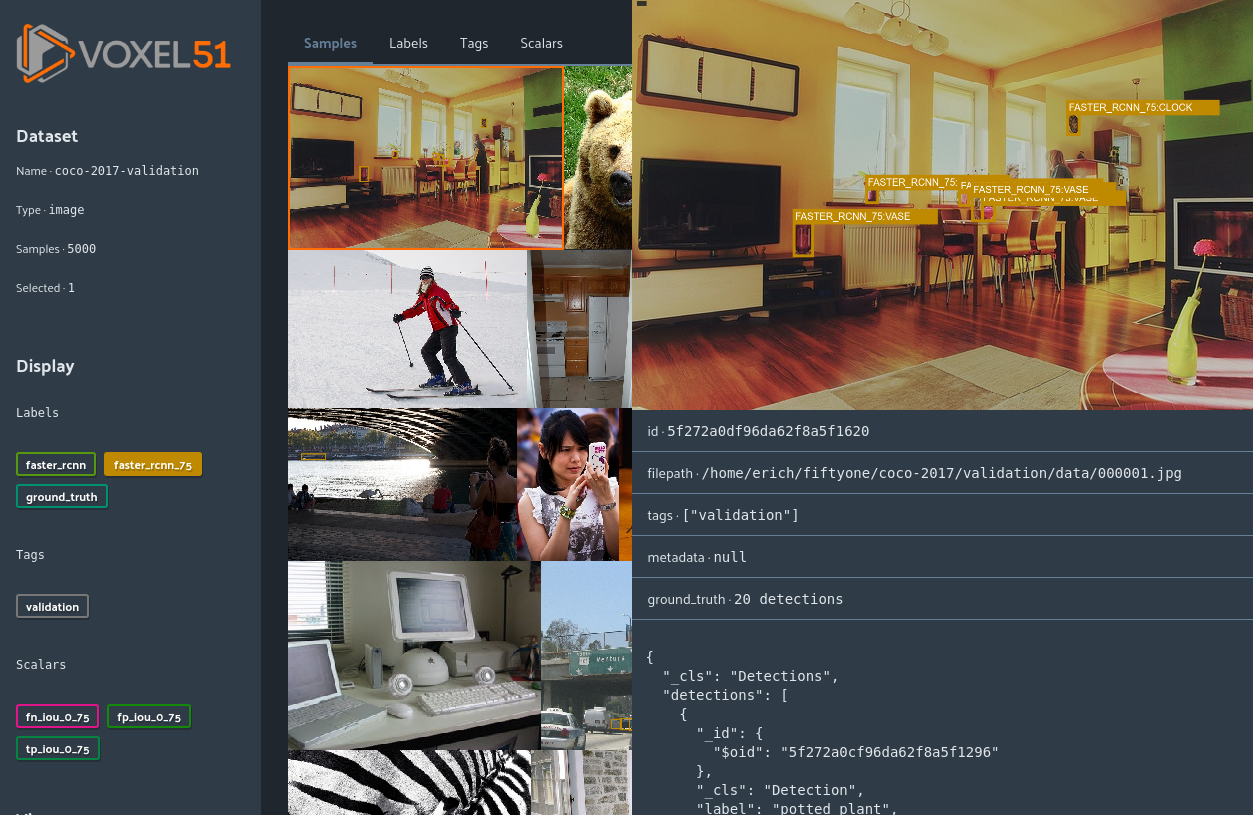 VOXEL51
Dataset
Name · coco-2017-validation
Type · image
Samples · 5000
Selected · 1
Display
Labels
faster_rcnn
faster_rcnn_75
ground_truth
Tags
validation
Scalars
fn_iou_0_75
fp_iou_0_75
tp_iou_0_75
Samples
Labels
Tags
Scalars
FASTER_RCNN_75:CLOCK
FASTER_RCNN_75:
FASTER_RCNN_75:VASE
FASTER_RCNN_75:VASE
FASTER_RCNN_75:VASE
id · 5f272a0df96da62f8a5f1620
filepath · /home/erich/fiftyone/coco-2017/validation/data/000001.jpg
tags · ["validation"]
metadata · null
ground_truth · 20 detections
{
"_cls": "Detections",
"detections": [
{
"_id": {
"$oid": "5f272a0cf96da62f8a5f1296"
},
"_cls": "Detection",
"label": "potted plant",